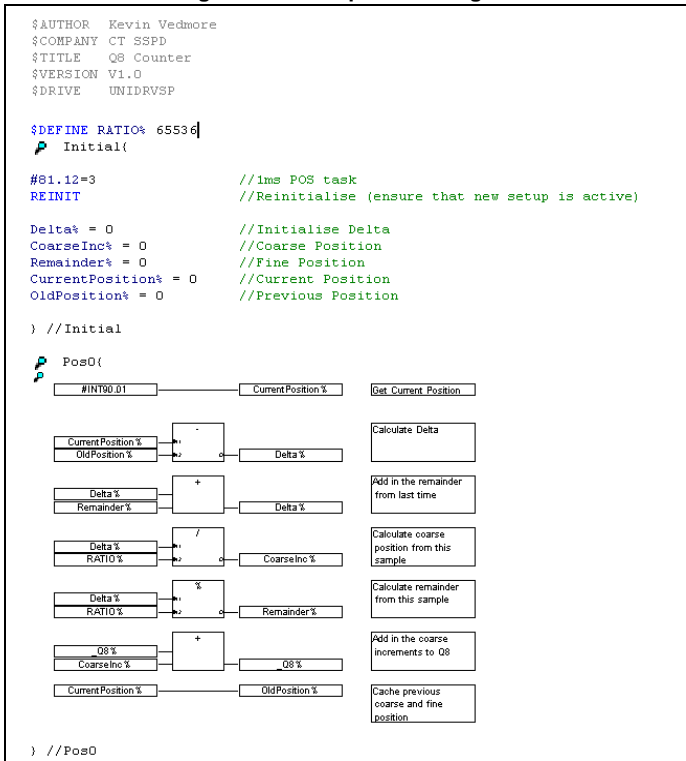 $AUTHOR Kevin Vedmore
$COMPANY CT SSPD
$TITLE Q8 Counter
$VERSION V1.0
$DRIVE UNIDRVSP
$DEFINE RATIO% 65536
Initial{
#81.12=3 //1ms POS task
REINIT //Reinitialise (ensure that new setup is active)
Delta% = 0 //Initialise Delta
CoarseInc% = 0 //Coarse Position
Remainder% = 0 //Fine Position
CurrentPosition% = 0 //Current Position
OldPosition% = 0 //Previous Position
} //Initial
Pos0{
#INT90.01 CurrentPosition% Get Current Position
- Calculate Delta
CurrentPosition%
OldPosition% Delta%
+ Add in the remainder
Delta% from last time
Remainder% Delta%
/ Calculate coarse
Delta% position from this
RATIO% CoarseInc% sample
% Calculate remainder
Delta% from this sample
RATIO% Remainder%
+ Add in the coarse
_Q8% increments to Q8
CoarseInc% _Q8%
CurrentPosition% OldPosition% Cache previous
coarse and fine
position
} //Pos0